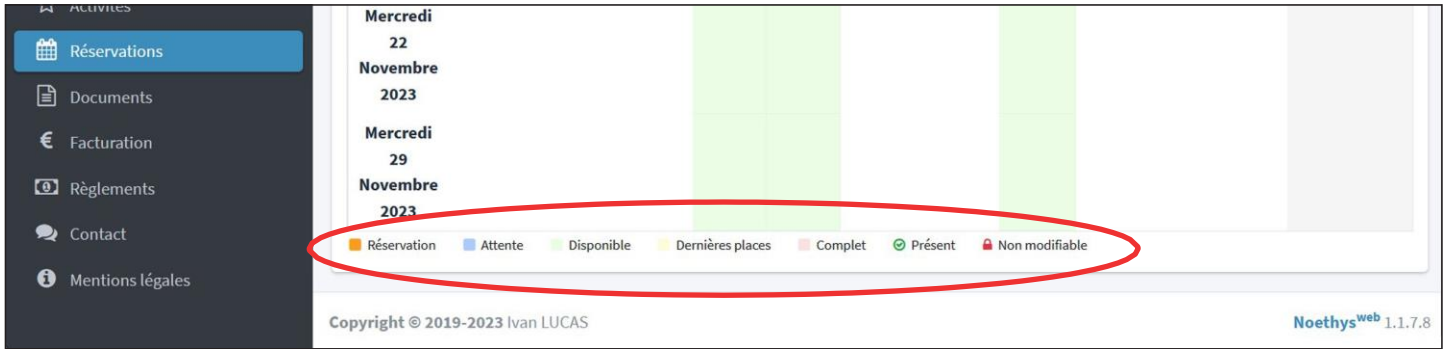 Activités
Réservations
Documents
Facturation
Règlements
Contact
Mentions légales
Mercredi
22
Novembre
2023
Mercredi
29
Novembre
2023
Réservation Attente Disponible Dernières places Complet Présent Non modifiable
Copyright © 2019-2023 Ivan LUCAS
Noethysweb 1.1.7.8